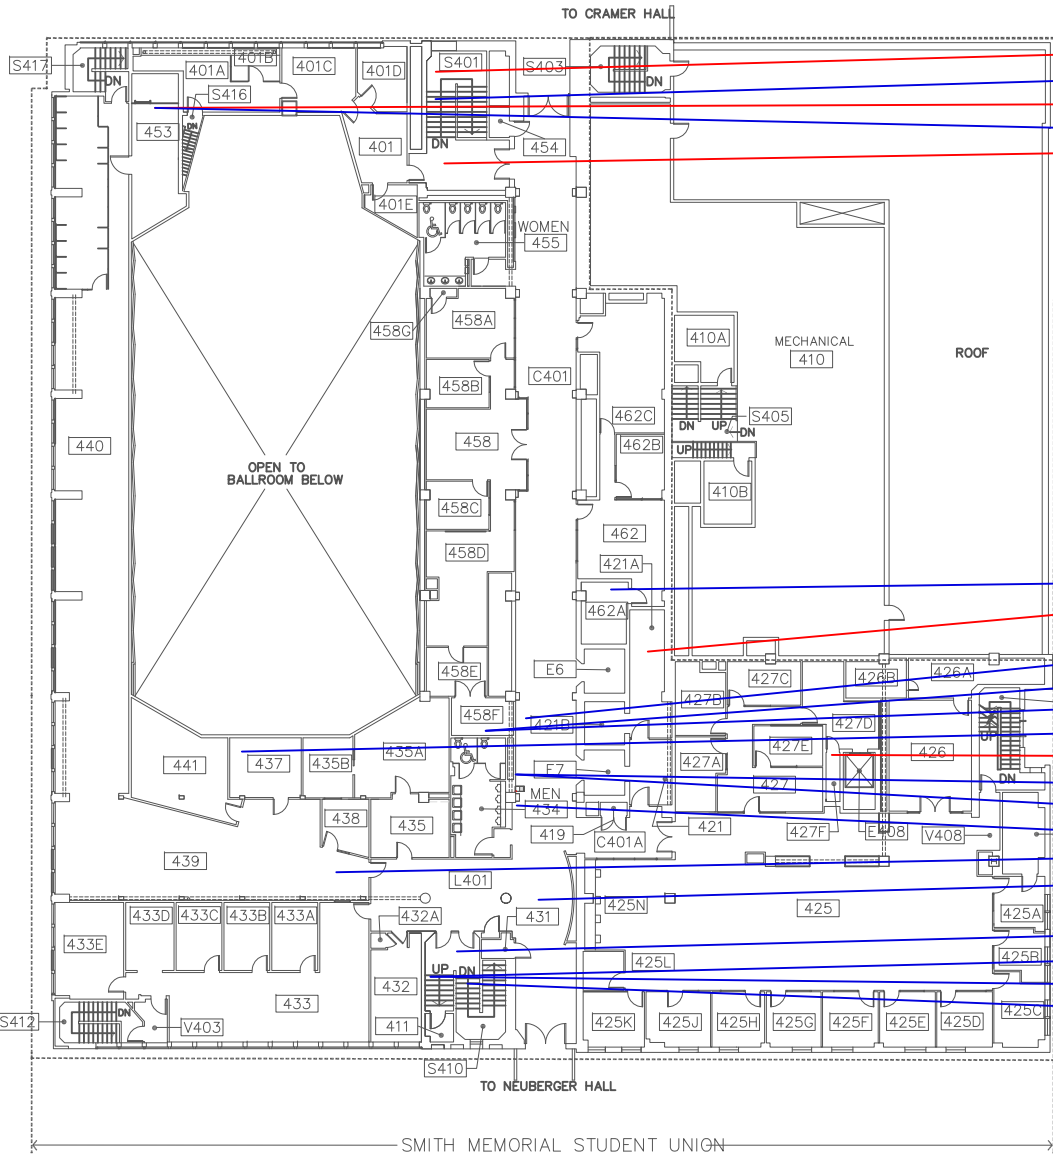 TO CRAMER HALL
S417
401A
401B
401C
401D
S401
S403
DN
DN
S416
DN
453
401
DN
454
401E
WOMEN
455
458G
458A
410A
MECHANICAL
410
ROOF
458B
C401
462C
S405
DN
UP
DN
440
458
462B
UP
OPEN TO
BALLROOM BELOW
458C
410B
458D
462
421A
462A
458E
E6
427C
426B
426A
427B
458F
421B
427D
UP
441
437
435B
435A
427A
427E
426
E7
427
DN
MEN
434
438
435
419
C401A
421
427F
E408
V408
439
L401
425N
425
425A
433D
433C
433B
433A
432A
431
433E
425L
425B
UP
DN
433
432
DN
S412
V403
411
425K
425J
425H
425G
425F
425E
425D
425C
S410
TO NEUBERGER HALL
SMITH MEMORIAL STUDENT UNION